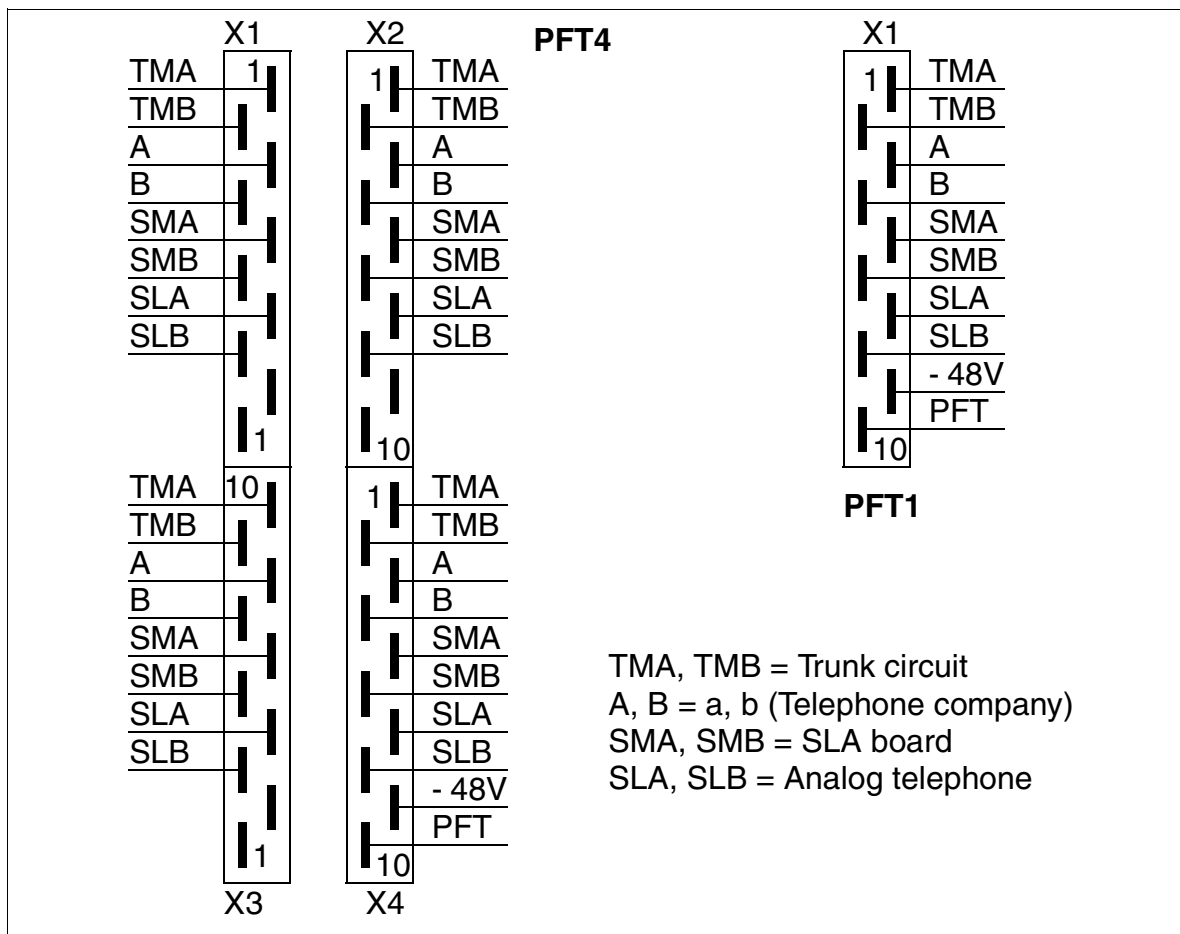 X1 X2 PFT4 X1
TMA 1 1 TMA 1 TMA
TMB TMB TMB
A A A
B B B
SMA SMA SMA
SMB SMB SMB
SLA SLA SLA
SLB SLB SLB
- 48V
PFT
1 10 10
TMA 10 1 TMA PFT1
TMB TMB
A A
B B
SMA SMA
SMB SMB
SLA SLA
SLB SLB
- 48V
PFT
1 10
X3 X4
TMA, TMB = Trunk circuit
A, B = a, b (Telephone company)
SMA, SMB = SLA board
SLA, SLB = Analog telephone